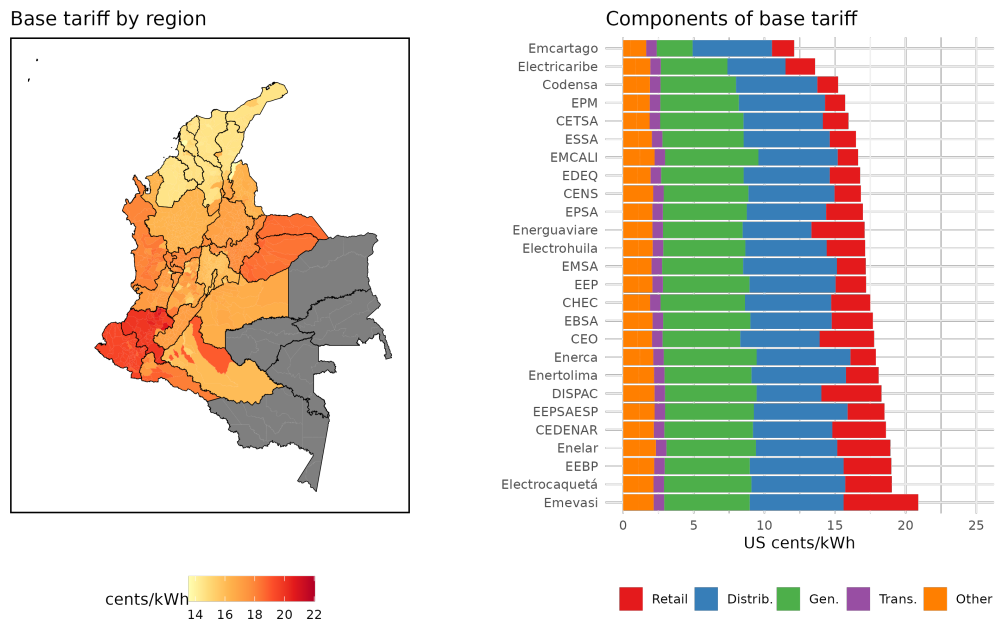 Base tariff by region
Components of base tariff
Emcartago
Electricaribe
Codensa
EPM
CETSA
ESSA
EMCALI
EDEQ
CENS
EPSA
Energuaviare
Electrohuila
EMSA
EEP
CHEC
EBSA
CEO
Enerca
Enertolima
DISPAC
EEPSAESP
CEDENAR
Enelar
EEBP
Electrocaquetá
Emevasi
0 5 10 15 20 25
US cents/kWh
cents/kWh
14 16 18 20 22
Retail Distrib. Gen. Trans. Other